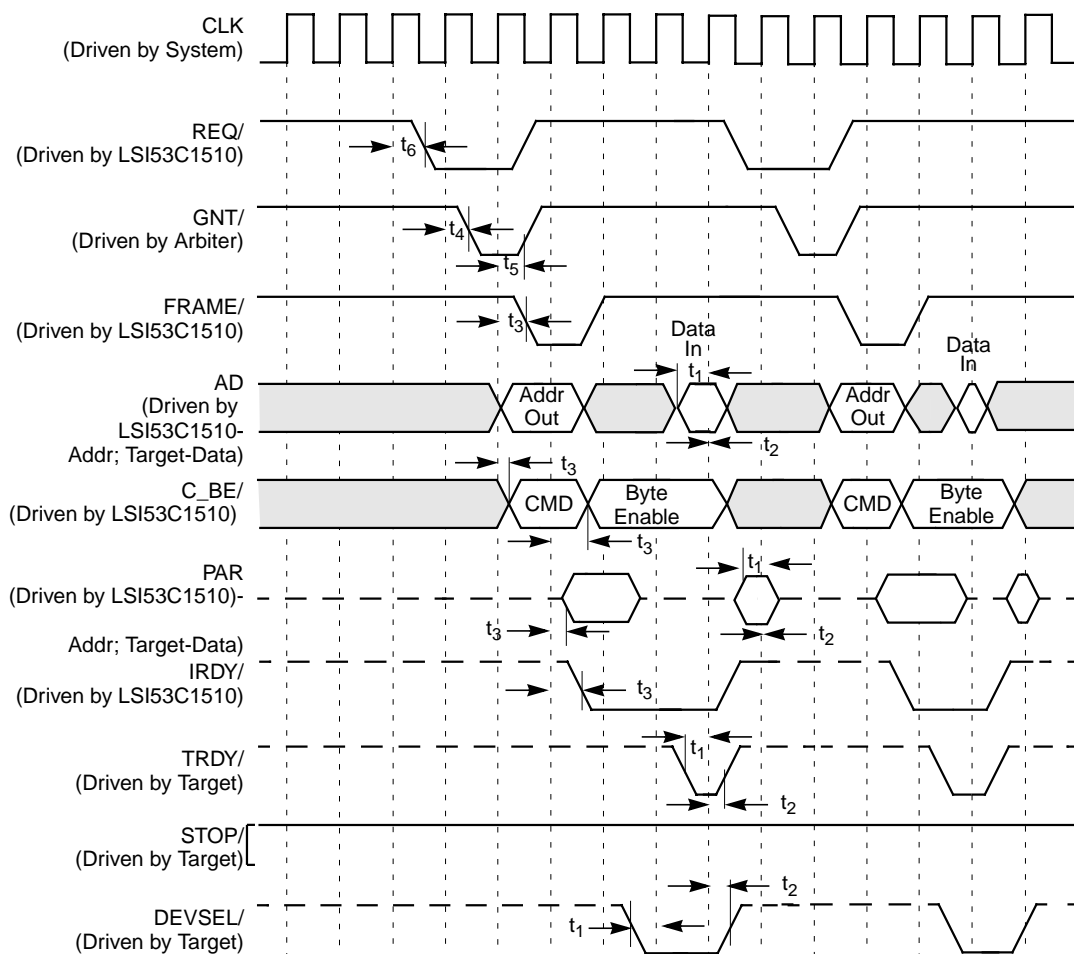 CLK
(Driven by System)
REQ/
(Driven by LSI53C1510)
t6
GNT/
(Driven by Arbiter)
t4
t5
FRAME/
(Driven by LSI53C1510)
t3
Data
In
t1
Data
In
AD
(Driven by
LSI53C1510-
Addr; Target-Data)
Addr
Out
Addr
Out
t2
t3
C_BE/
(Driven by LSI53C1510)
CMD
Byte
Enable
CMD
Byte
Enable
t3
PAR
(Driven by LSI53C1510)-
Addr; Target-Data)
t1
t3
t2
IRDY/
(Driven by LSI53C1510)
t3
TRDY/
(Driven by Target)
t1
t2
STOP/
(Driven by Target)
t2
DEVSEL/
(Driven by Target)
t1